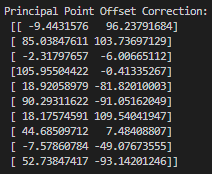 Principal Point Offset Correction:
[[ -9.4431576 96.23791684]
[ 85.03847611 103.73697129]
[ -2.31797657 -6.00665112]
[105.95504422 -0.41335267]
[ 18.92058979 -81.82010003]
[ 90.29311622 -91.05162049]
[ 18.17574591 109.54041947]
[ 44.68509712 7.48408807]
[ -7.57860784 -49.07673555]
[ 52.73847417 -93.14201246]]